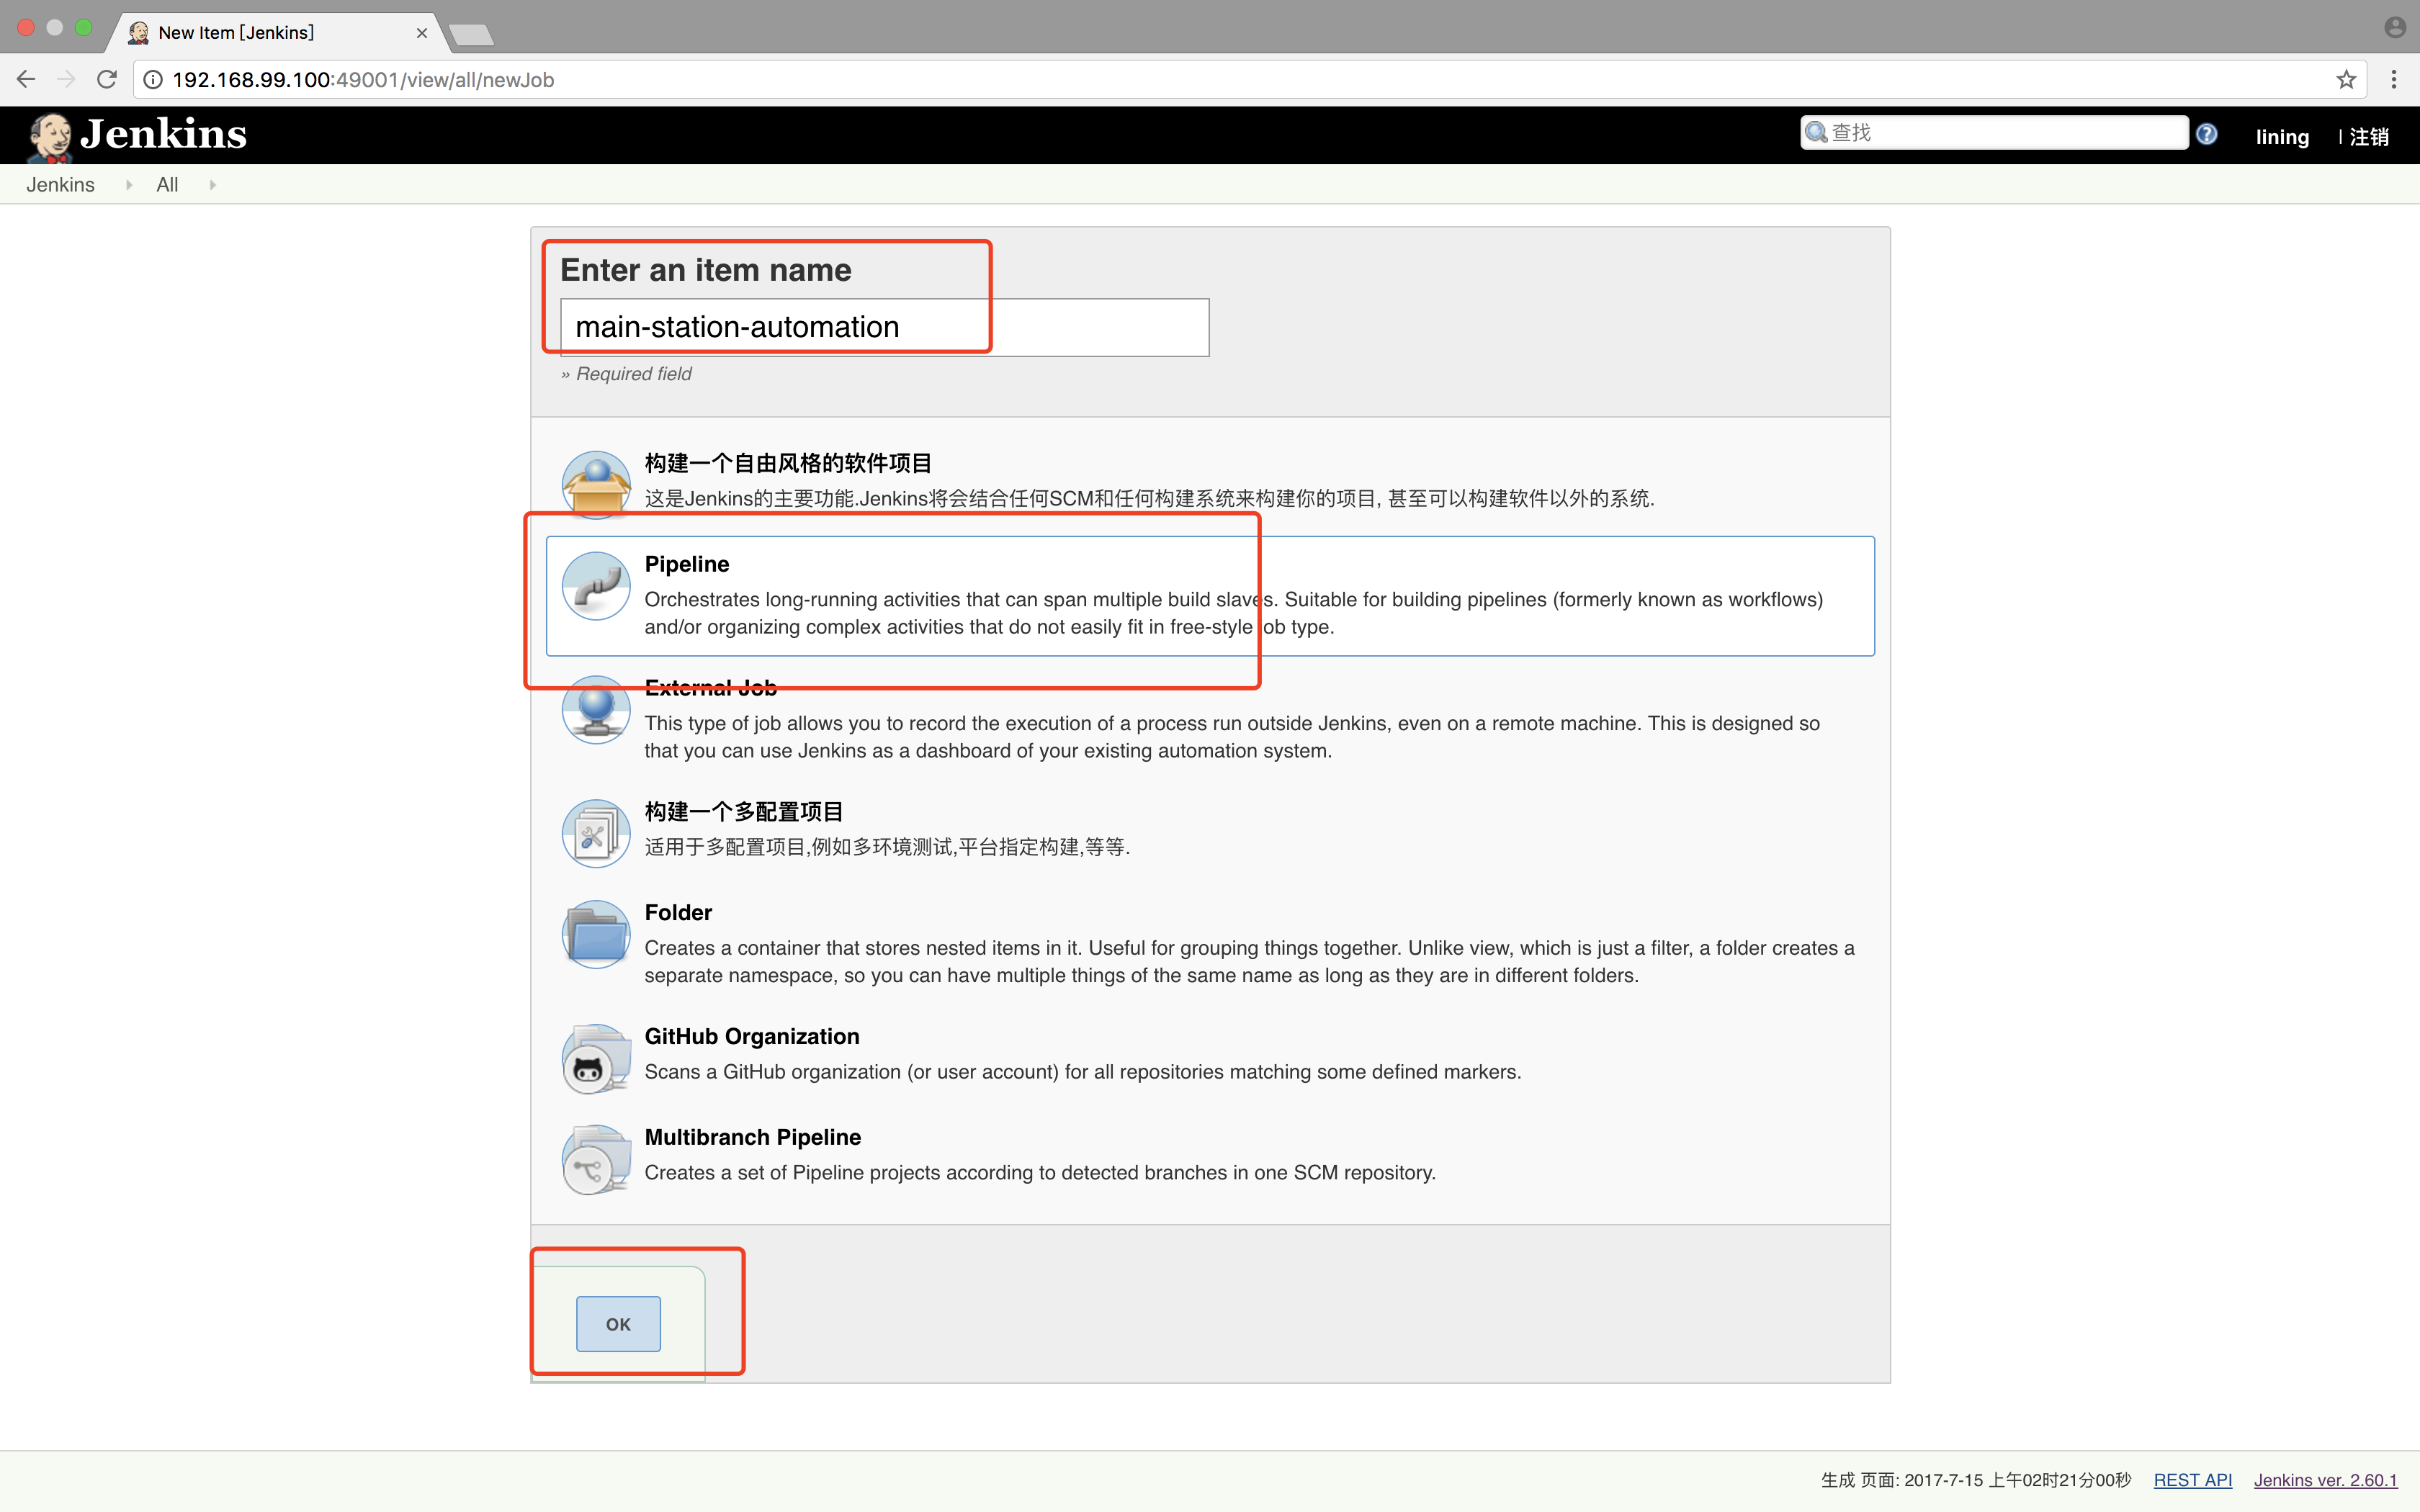 New Item [Jenkins]
192.168.99.100:49001/view/all/newJob
Jenkins
查找
lining
| 注销
Jenkins
All
Enter an item name
main-station-automation
» Required field
构建一个自由风格的软件项目
这是Jenkins的主要功能.Jenkins将会结合任何SCM和任何构建系统来构建你的项目, 甚至可以构建软件以外的系统.
Pipeline
Orchestrates long-running activities that can span multiple build slaves. Suitable for building pipelines (formerly known as workflows)
and/or organizing complex activities that do not easily fit in free-style job type.
External Job
This type of job allows you to record the execution of a process run outside Jenkins, even on a remote machine. This is designed so
that you can use Jenkins as a dashboard of your existing automation system.
构建一个多配置项目
适用于多配置项目,例如多环境测试,平台指定构建,等等.
Folder
Creates a container that stores nested items in it. Useful for grouping things together. Unlike view, which is just a filter, a folder creates a
separate namespace, so you can have multiple things of the same name as long as they are in different folders.
GitHub Organization
Scans a GitHub organization (or user account) for all repositories matching some defined markers.
Multibranch Pipeline
Creates a set of Pipeline projects according to detected branches in one SCM repository.
OK
生成 页面: 2017-7-15 上午02时21分00秒
REST API
Jenkins ver. 2.60.1